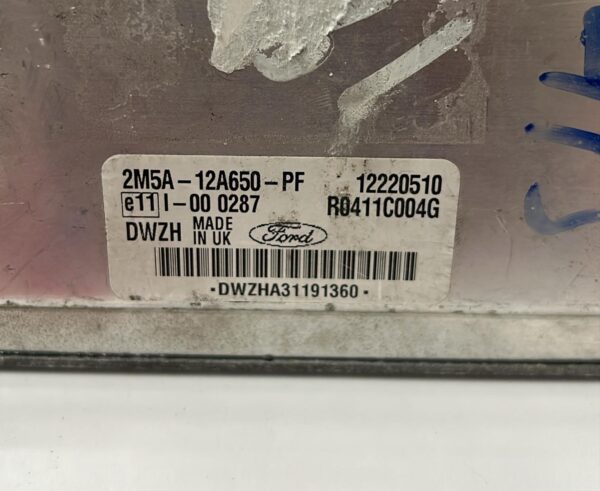 2M5A-12A650-PF 12220510
e11 I-00 0287 R0411C004G
DWZH MADE IN UK Ford
·DWZHA31191360·